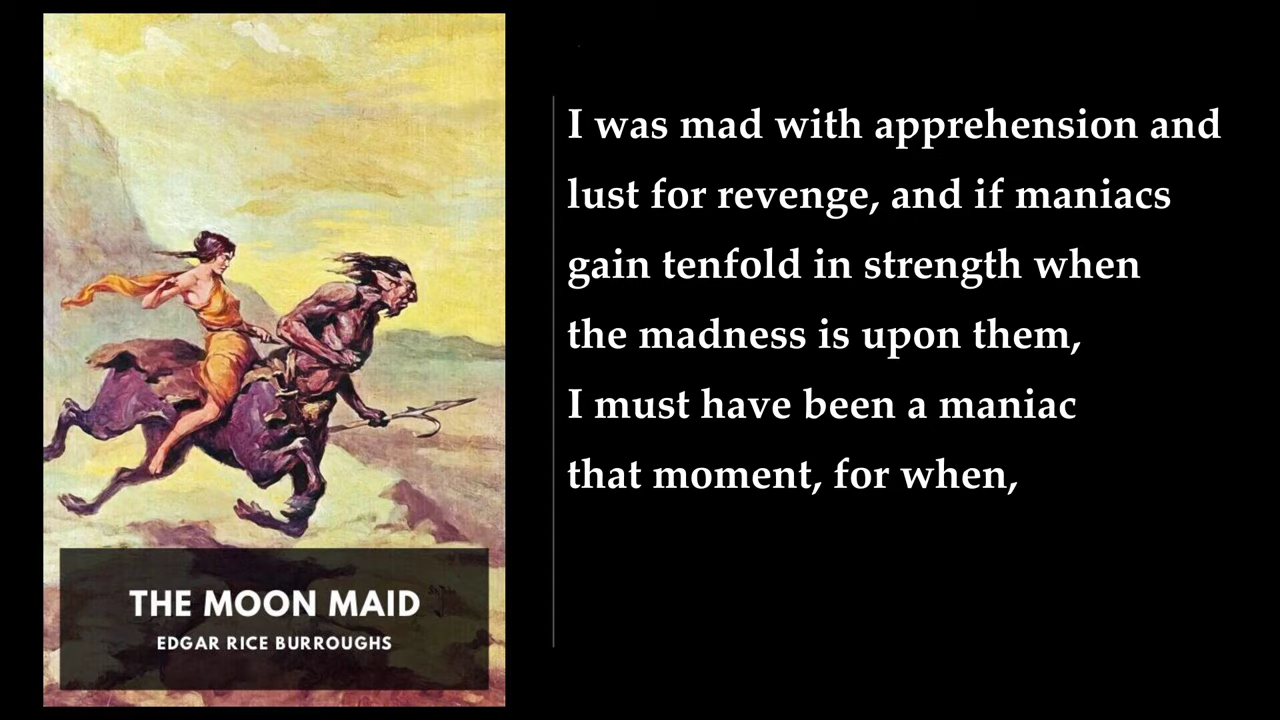 THE MOON MAID
EDGAR RICE BURROUGHS
I was mad with apprehension and
lust for revenge, and if maniacs
gain tenfold in strength when
the madness is upon them,
I must have been a maniac
that moment, for when,